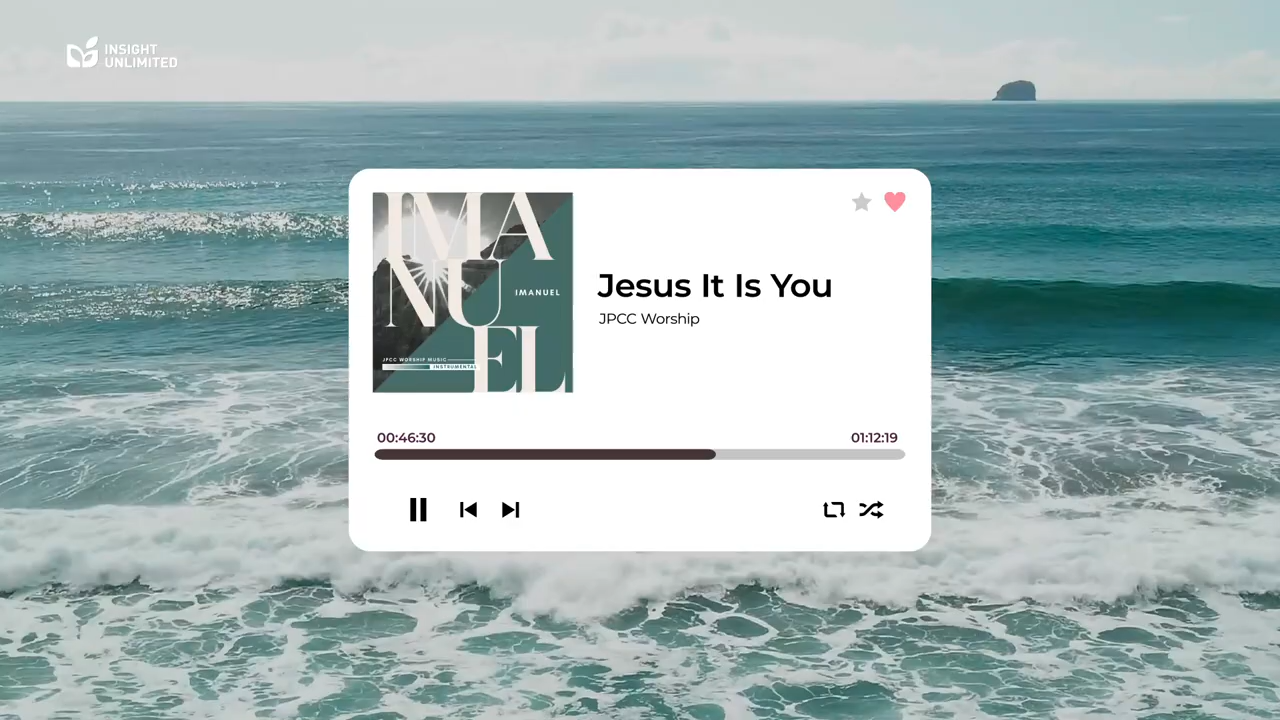 INSIGHT
UNLIMITED
IMA
NU
EL
IMANUEL
JPCC WORSHIP MUSIC
INSTRUMENTAL
Jesus It Is You
JPCC Worship
00:46:30
01:12:19